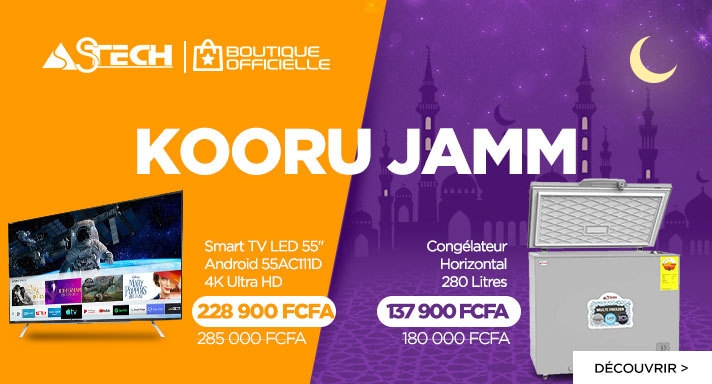 ASTECH | BOUTIQUE OFFICIELLE
KOORU JAMM
Smart TV LED 55"
Android 55AC111D
4K Ultra HD
228 900 FCFA
285 000 FCFA
Congélateur
Horizontal
280 Litres
137 900 FCFA
180 000 FCFA
DÉCOUVRIR >